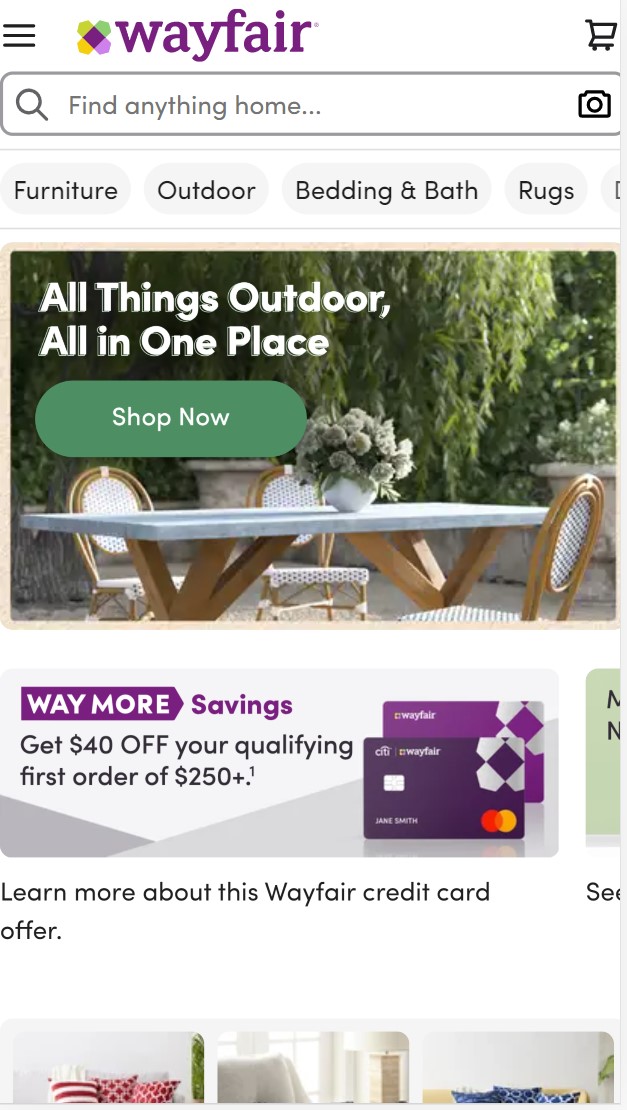 wayfair
Find anything home...
Furniture
Outdoor
Bedding & Bath
Rugs
All Things Outdoor,
All in One Place
Shop Now
WAY MORE Savings
Get $40 OFF your qualifying
first order of $250+.¹
wayfair
citi | wayfair
JANE SMITH
Learn more about this Wayfair credit card
offer.
See